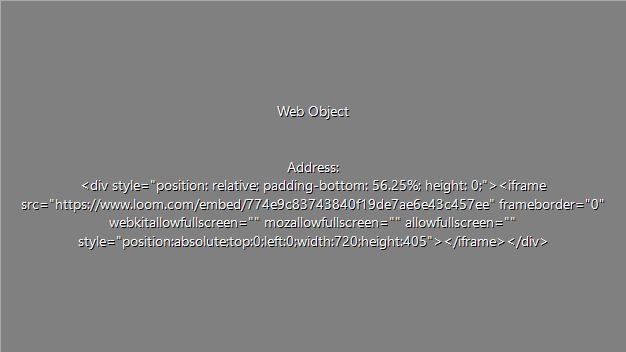 Web Object
Address:
<div style="position: relative; padding-bottom: 56.25%; height: 0;"><iframe
src="https://www.loom.com/embed/774e9c83743840f19de7ae6e43c457ee" frameborder="0"
webkitallowfullscreen="" mozallowfullscreen="" allowfullscreen=""
style="position:absolute;top:0;left:0;width:720;height:405"></iframe></div>